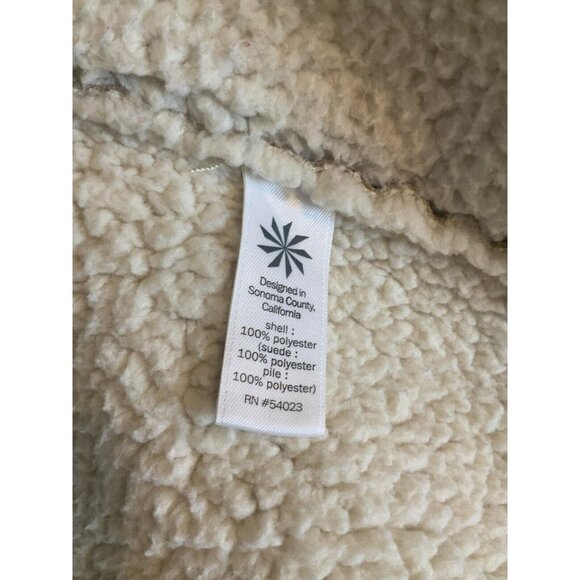 Designed in
Sonoma County,
California
shell :
100% polyester
(suede :
100% polyester
pile :
100% polyester)
RN #54023